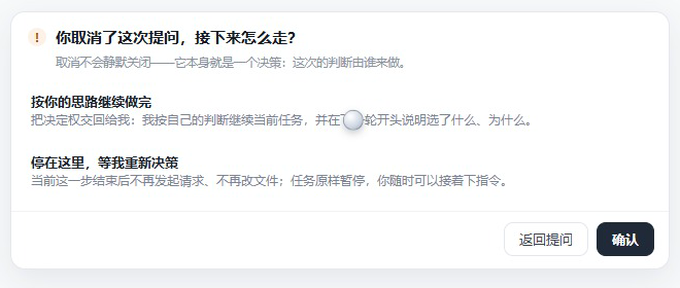 !
你取消了这次提问，接下来怎么走？
取消不会静默关闭——它本身就是一个决策：这次的判断由谁来做。
按你的思路继续做完
把决定权交回给我：我按自己的判断继续当前任务，并在轮开头说明选了什么、为什么。
停在这里，等我重新决策
当前这一步结束后不再发起请求、不再改文件；任务原样暂停，你随时可以接着下指令。
返回提问
确认